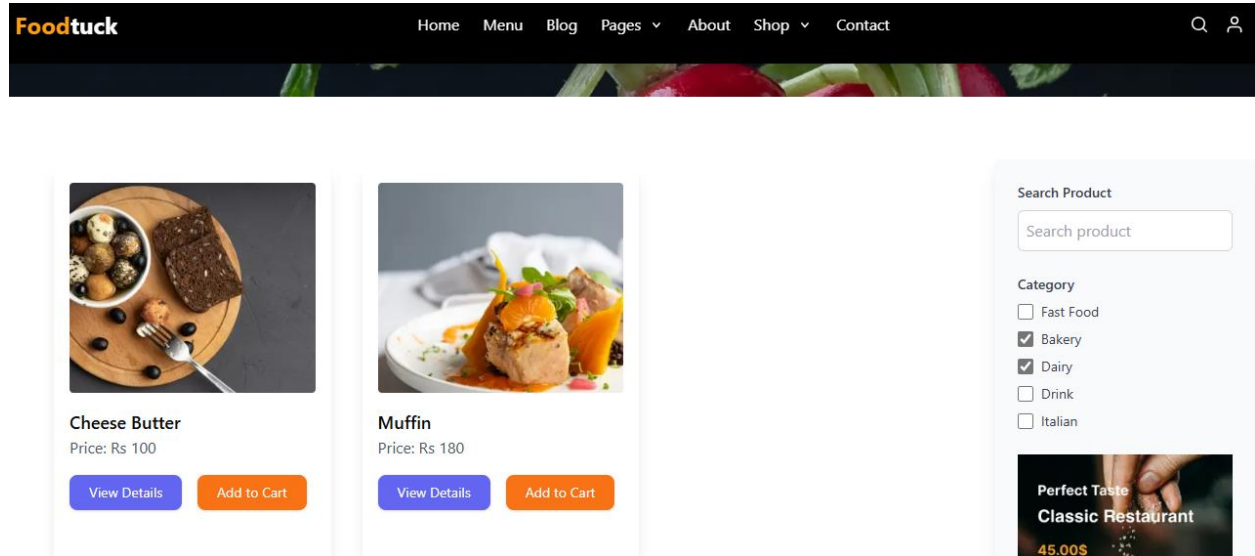 Foodtuck
Home Menu Blog Pages About Shop Contact
Cheese Butter
Price: Rs 100
View Details Add to Cart
Muffin
Price: Rs 180
View Details Add to Cart
Search Product
Search product
Category
Fast Food
Bakery
Dairy
Drink
Italian
Perfect Taste
Classic Restaurant
45.00$